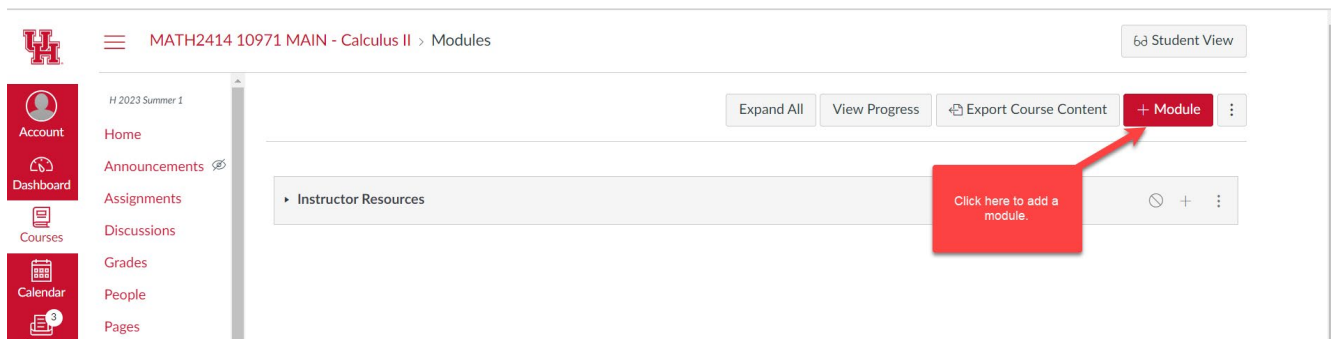 UH
MATH2414 10971 MAIN - Calculus II > Modules
Student View
H 2023 Summer 1
Expand All
View Progress
Export Course Content
+ Module
Account
Home
Announcements
Dashboard
Assignments
Instructor Resources
Click here to add a
module.
Courses
Discussions
Grades
Calendar
People
3
Pages